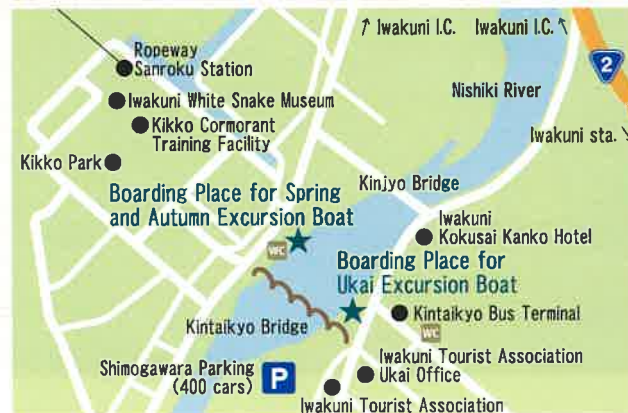 ↗ Iwakuni I.C.
Iwakuni I.C. ↖
2
Ropeway
Sanroku Station
Nishiki River
Iwakuni White Snake Museum
Kikko Cormorant
Training Facility
Iwakuni sta. ↘
Kikko Park
Kinjyo Bridge
Boarding Place for Spring
and Autumn Excursion Boat
Iwakuni
Kokusai Kanko Hotel
WC
Boarding Place for
Ukai Excursion Boat
Kintaikyo Bridge
Kintaikyo Bus Terminal
WC
Shimogawara Parking
(400 cars)
P
Iwakuni Tourist Association
Ukai Office
Iwakuni Tourist Association